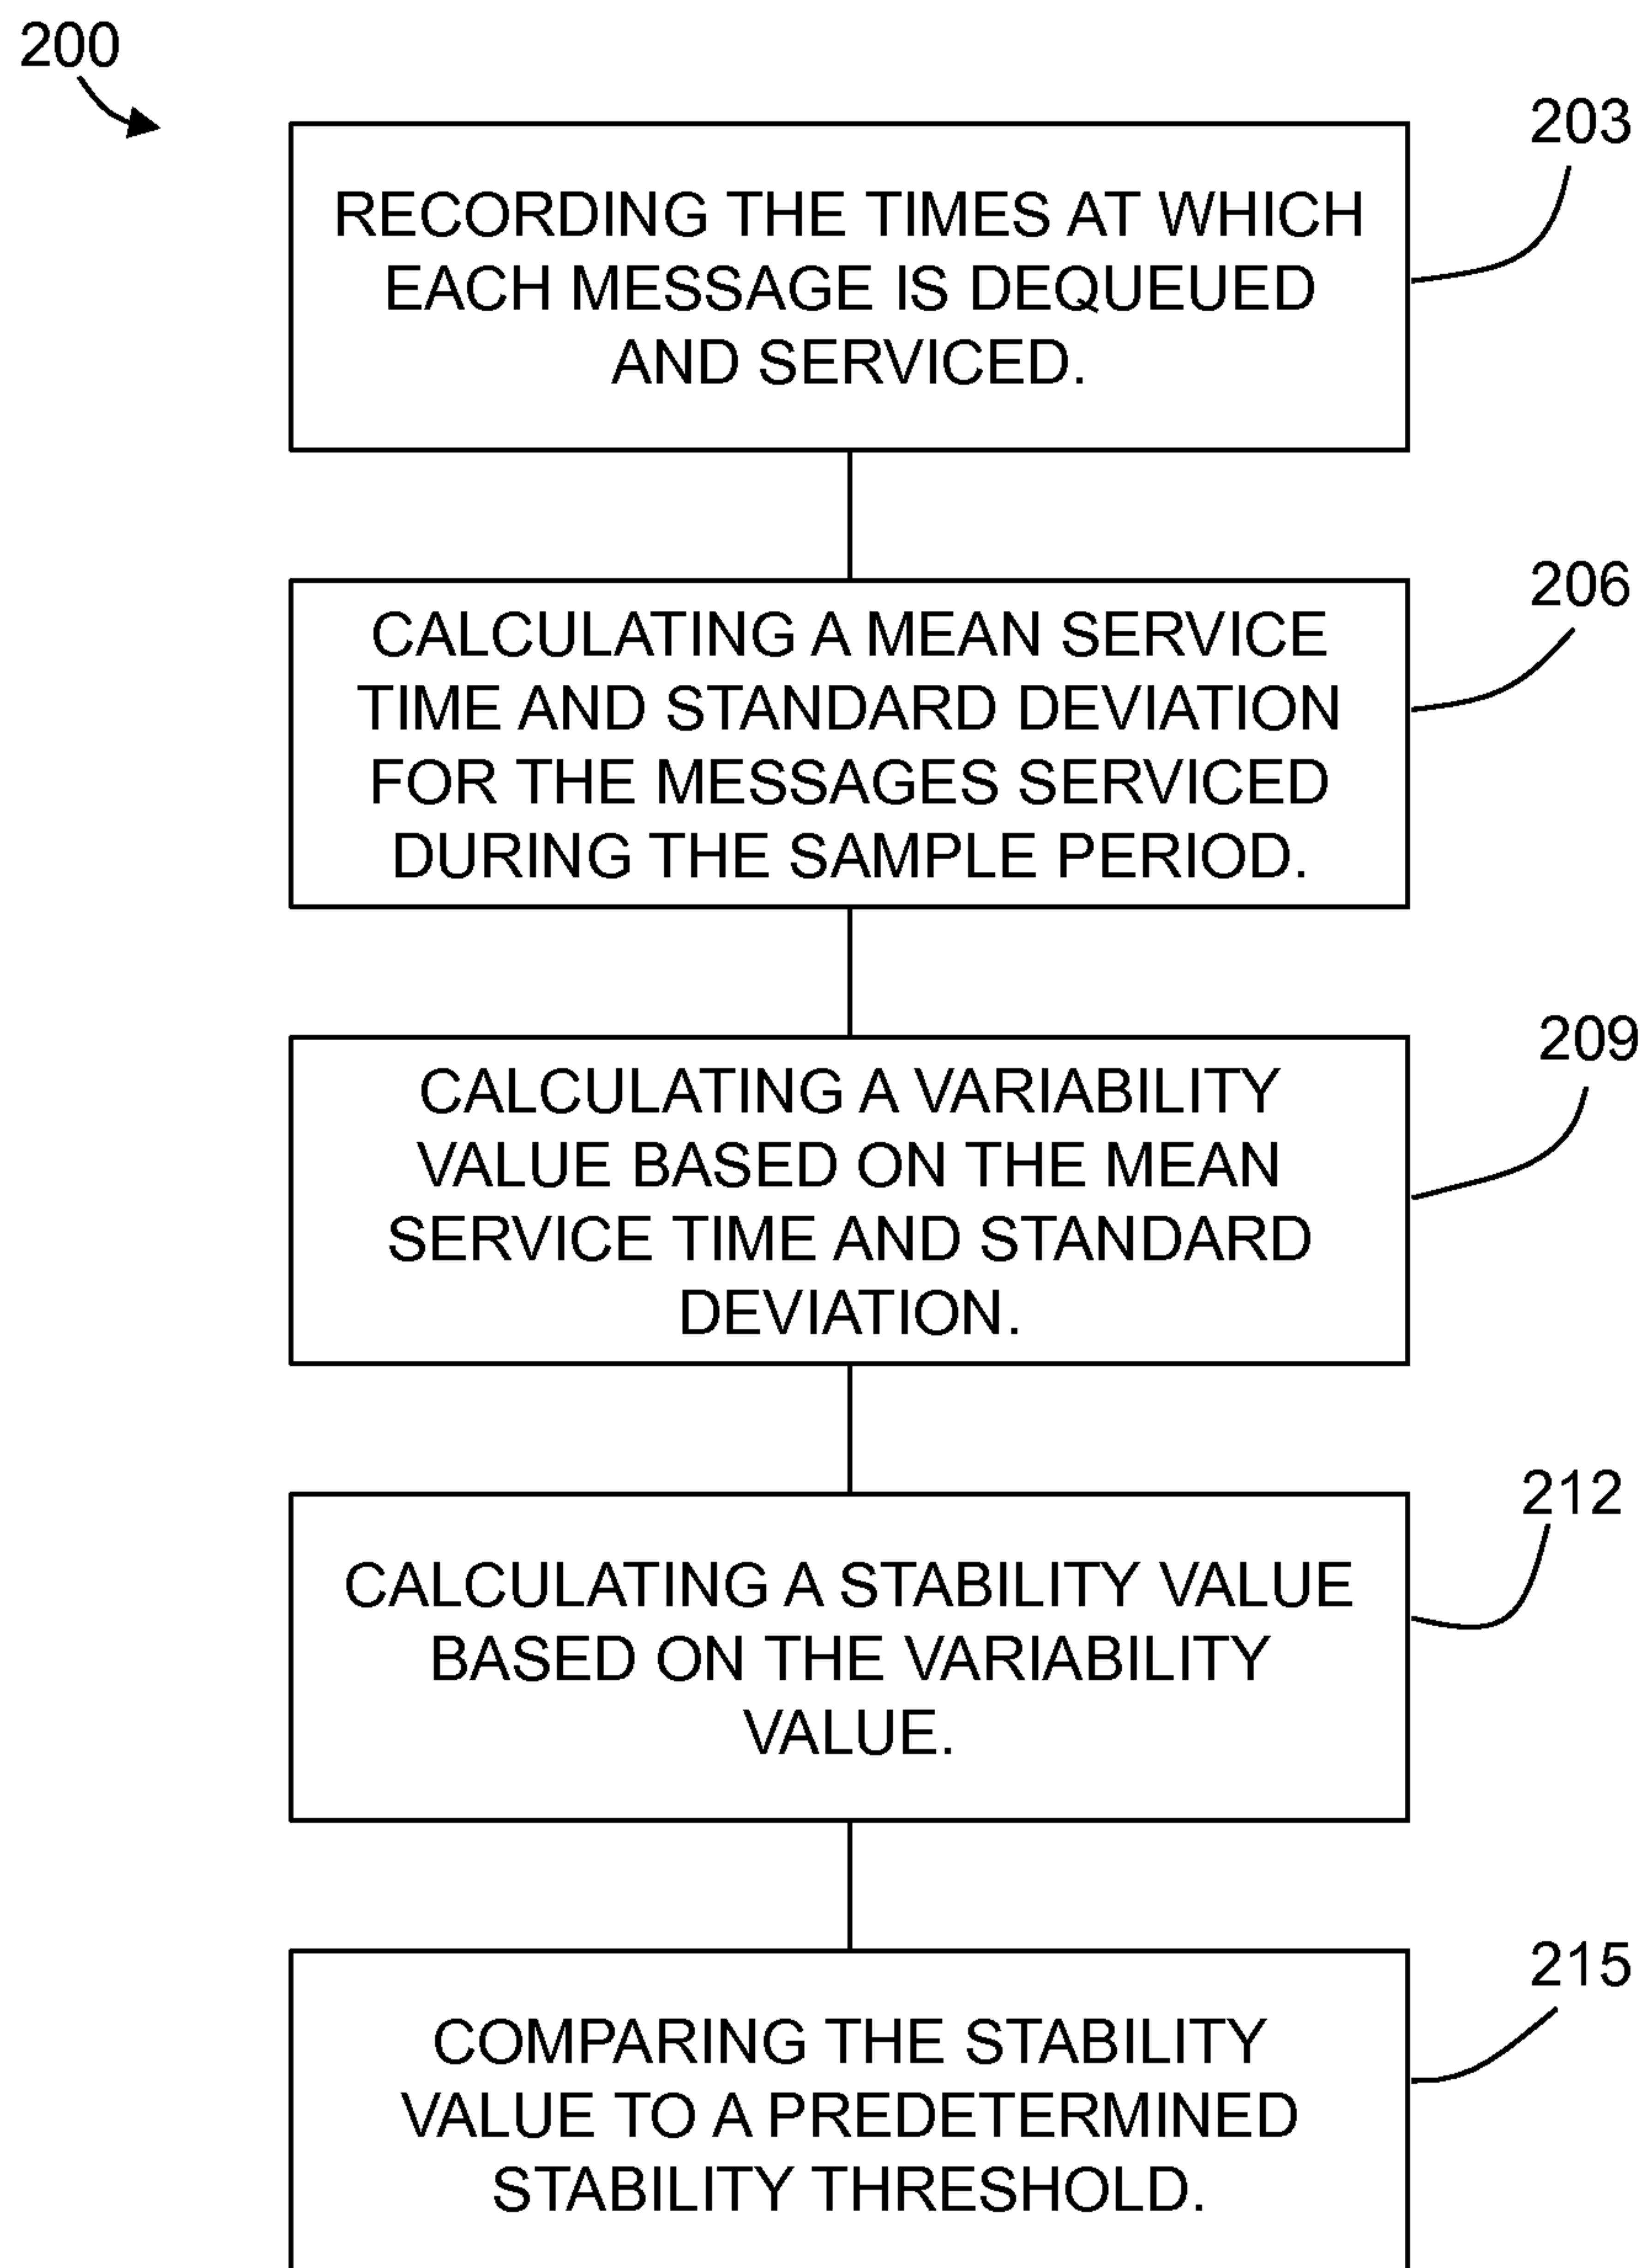 200
203
RECORDING THE TIMES AT WHICH
EACH MESSAGE IS DEQUEUED
AND SERVICED.
206
CALCULATING A MEAN SERVICE
TIME AND STANDARD DEVIATION
FOR THE MESSAGES SERVICED
DURING THE SAMPLE PERIOD.
209
CALCULATING A VARIABILITY
VALUE BASED ON THE MEAN
SERVICE TIME AND STANDARD
DEVIATION.
212
CALCULATING A STABILITY VALUE
BASED ON THE VARIABILITY
VALUE.
215
COMPARING THE STABILITY
VALUE TO A PREDETERMINED
STABILITY THRESHOLD.